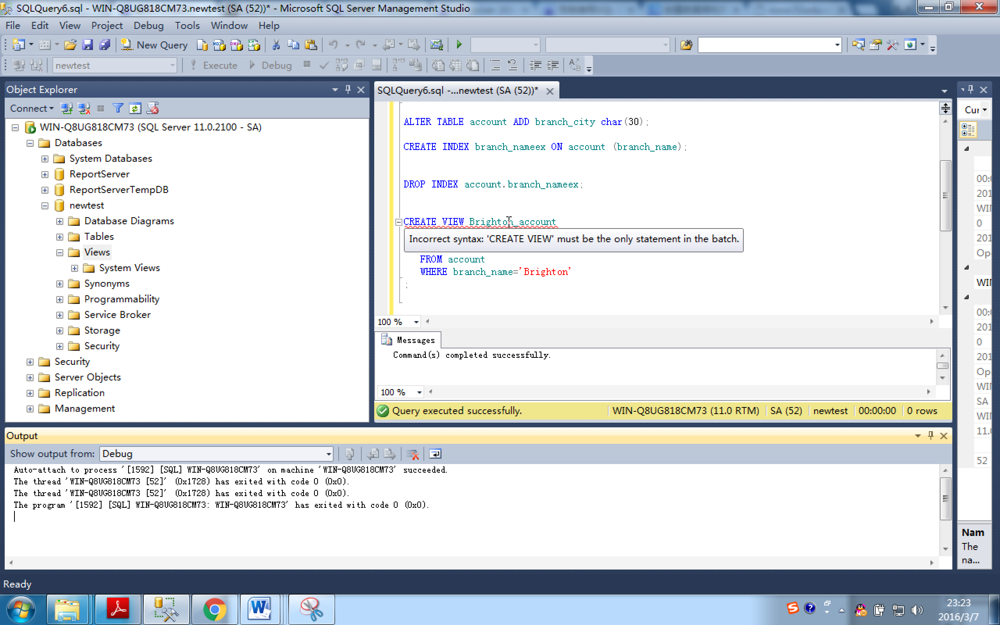 SQLQuery6.sql - WIN-Q8UG818CM73.newtest (SA (52))* - Microsoft SQL Server Management Studio
File Edit View Project Debug Tools Window Help
New Query
newtest Execute Debug
Object Explorer
Connect
WIN-Q8UG818CM73 (SQL Server 11.0.2100 - SA)
Databases
System Databases
ReportServer
ReportServerTempDB
newtest
Database Diagrams
Tables
Views
System Views
Synonyms
Programmability
Service Broker
Storage
Security
Security
Server Objects
Replication
Management
SQLQuery6.sql -...newtest (SA (52))*
ALTER TABLE account ADD branch_city char(30);
CREATE INDEX branch_nameex ON account (branch_name);
DROP INDEX account.branch_nameex;
CREATE VIEW Brighton_account
Incorrect syntax: 'CREATE VIEW' must be the only statement in the batch.
FROM account
WHERE branch_name='Brighton'
;
100 %
Messages
Command(s) completed successfully.
100 %
Query executed successfully. WIN-Q8UG818CM73 (11.0 RTM) SA (52) newtest 00:00:00 0 rows
Cur
00:
201
WIN
0
201
Op
WIN
00:
201
0
201
Op
WIN
SA
WIN
11.
52
Nam
The
na...
Output
Show output from: Debug
Auto-attach to process '[1592] [SQL] WIN-Q8UG818CM73' on machine 'WIN-Q8UG818CM73' succeeded.
The thread 'WIN-Q8UG818CM73 [52]' (0x1728) has exited with code 0 (0x0).
The thread 'WIN-Q8UG818CM73 [52]' (0x1728) has exited with code 0 (0x0).
The program '[1592] [SQL] WIN-Q8UG818CM73: WIN-Q8UG818CM73' has exited with code 0 (0x0).
Ready
23:23
2016/3/7